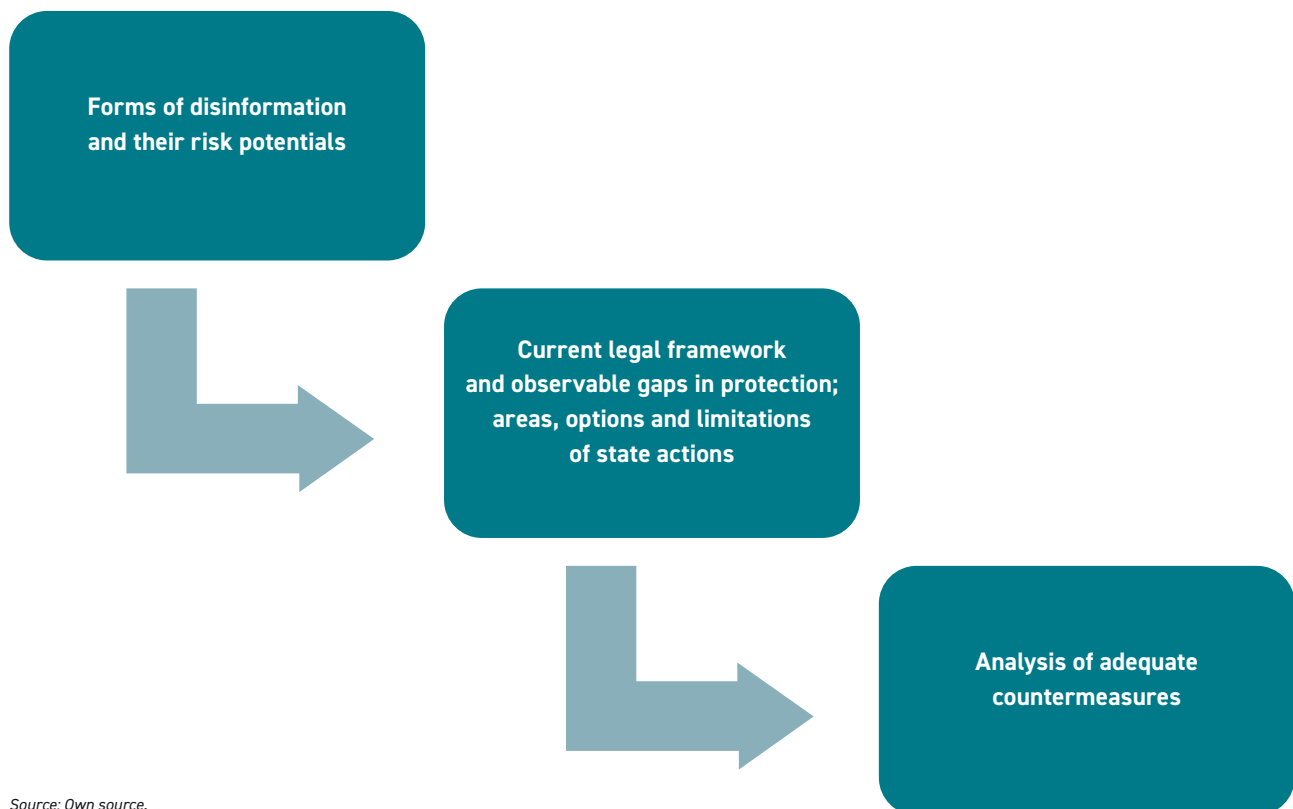 Forms of disinformation
and their risk potentials
Current legal framework
and observable gaps in protection;
areas, options and limitations
of state actions
Analysis of adequate
countermeasures
Source: Own source.